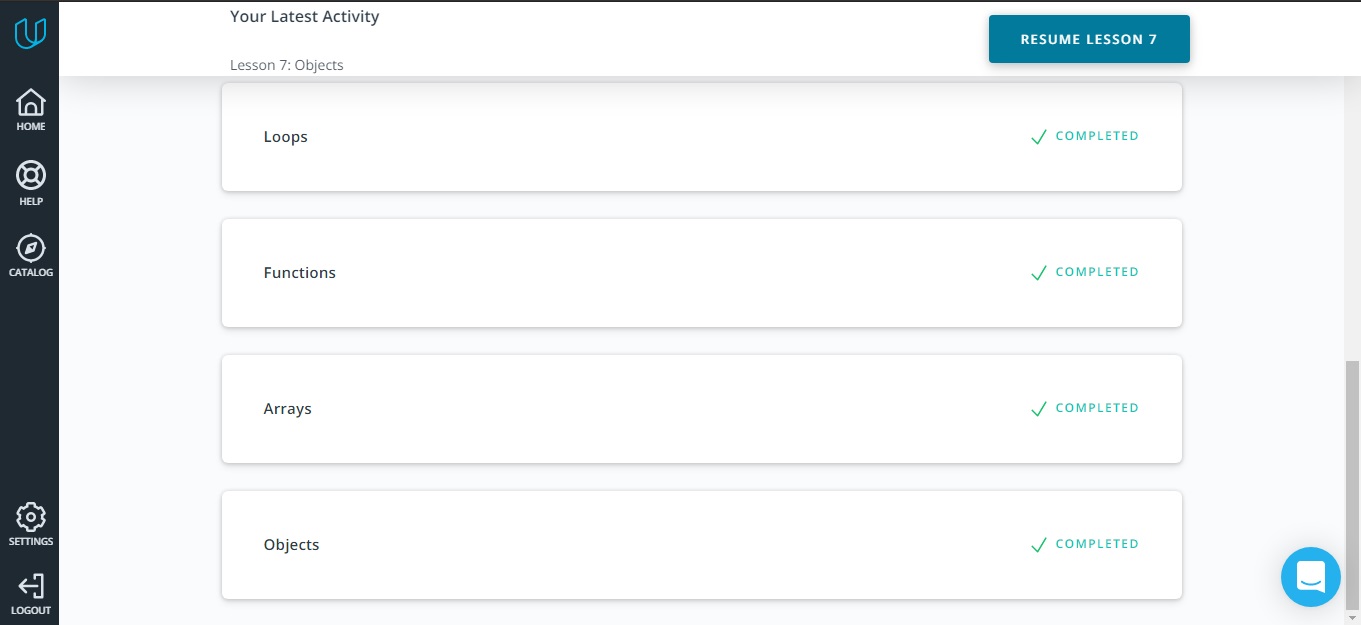 Your Latest Activity
RESUME LESSON 7
Lesson 7: Objects
HOME
HELP
CATALOG
SETTINGS
LOGOUT
Loops
COMPLETED
Functions
COMPLETED
Arrays
COMPLETED
Objects
COMPLETED